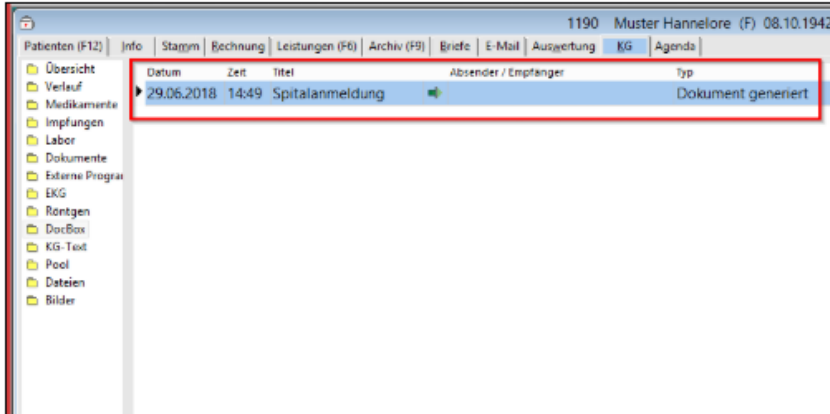 1190 Muster Hannelore (F) 08.10.1942
Patienten (F12) Info Stamm Rechnung Leistungen (F6) Archiv (F9) Briefe E-Mail Auswertung KG Agenda
Übersicht
Verlauf
Medikamente
Impfungen
Labor
Dokumente
Externe Progra
EKG
Röntgen
DocBox
KG-Text
Pool
Dateien
Bilder
Datum Zeit Titel Absender / Empfänger Typ
29.06.2018 14:49 Spitalanmeldung Dokument generiert